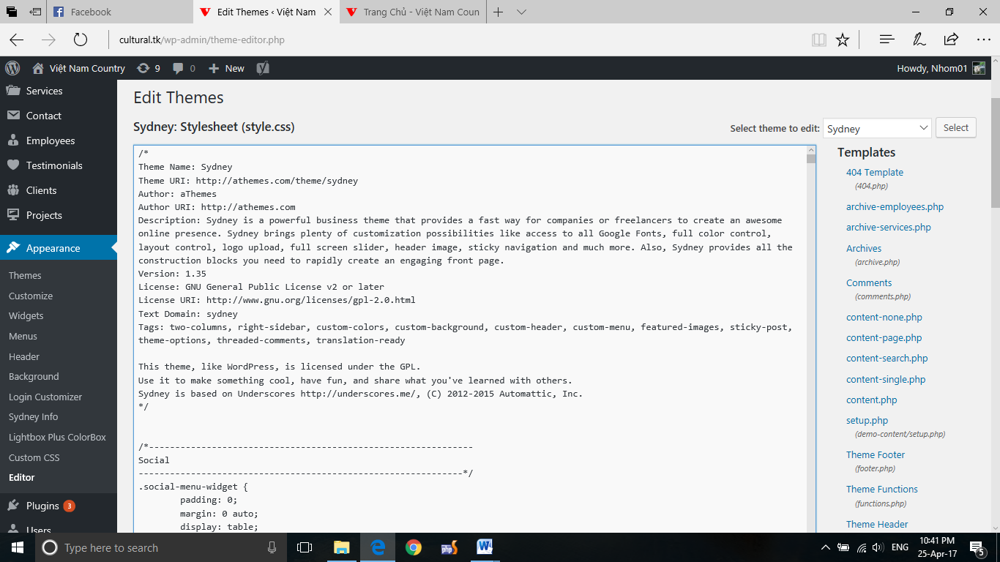 Facebook
Edit Themes ‹ Việt Nam
Trang Chủ - Việt Nam Coun
cultural.tk/wp-admin/theme-editor.php
Việt Nam Country
9
0
New
Howdy, Nhom01
Services
Contact
Employees
Testimonials
Clients
Projects
Appearance
Themes
Customize
Widgets
Menus
Header
Background
Login Customizer
Sydney Info
Lightbox Plus ColorBox
Custom CSS
Editor
Plugins 3
Users
Edit Themes
Sydney: Stylesheet (style.css)
Select theme to edit: Sydney Select
/*
Theme Name: Sydney
Theme URI: http://athemes.com/theme/sydney
Author: aThemes
Author URI: http://athemes.com
Description: Sydney is a powerful business theme that provides a fast way for companies or freelancers to create an awesome
online presence. Sydney brings plenty of customization possibilities like access to all Google Fonts, full color control,
layout control, logo upload, full screen slider, header image, sticky navigation and much more. Also, Sydney provides all the
construction blocks you need to rapidly create an engaging front page.
Version: 1.35
License: GNU General Public License v2 or later
License URI: http://www.gnu.org/licenses/gpl-2.0.html
Text Domain: sydney
Tags: two-columns, right-sidebar, custom-colors, custom-background, custom-header, custom-menu, featured-images, sticky-post,
theme-options, threaded-comments, translation-ready
This theme, like WordPress, is licensed under the GPL.
Use it to make something cool, have fun, and share what you've learned with others.
Sydney is based on Underscores http://underscores.me/, (C) 2012-2015 Automattic, Inc.
*/
/*--------------------------------------------------------------
Social
--------------------------------------------------------------*/
.social-menu-widget {
padding: 0;
margin: 0 auto;
display: table;
Templates
404 Template
(404.php)
archive-employees.php
archive-services.php
Archives
(archive.php)
Comments
(comments.php)
content-none.php
content-page.php
content-search.php
content-single.php
content.php
setup.php
(demo-content/setup.php)
Theme Footer
(footer.php)
Theme Functions
(functions.php)
Theme Header
Type here to search
php
ENG
10:41 PM
25-Apr-17
5